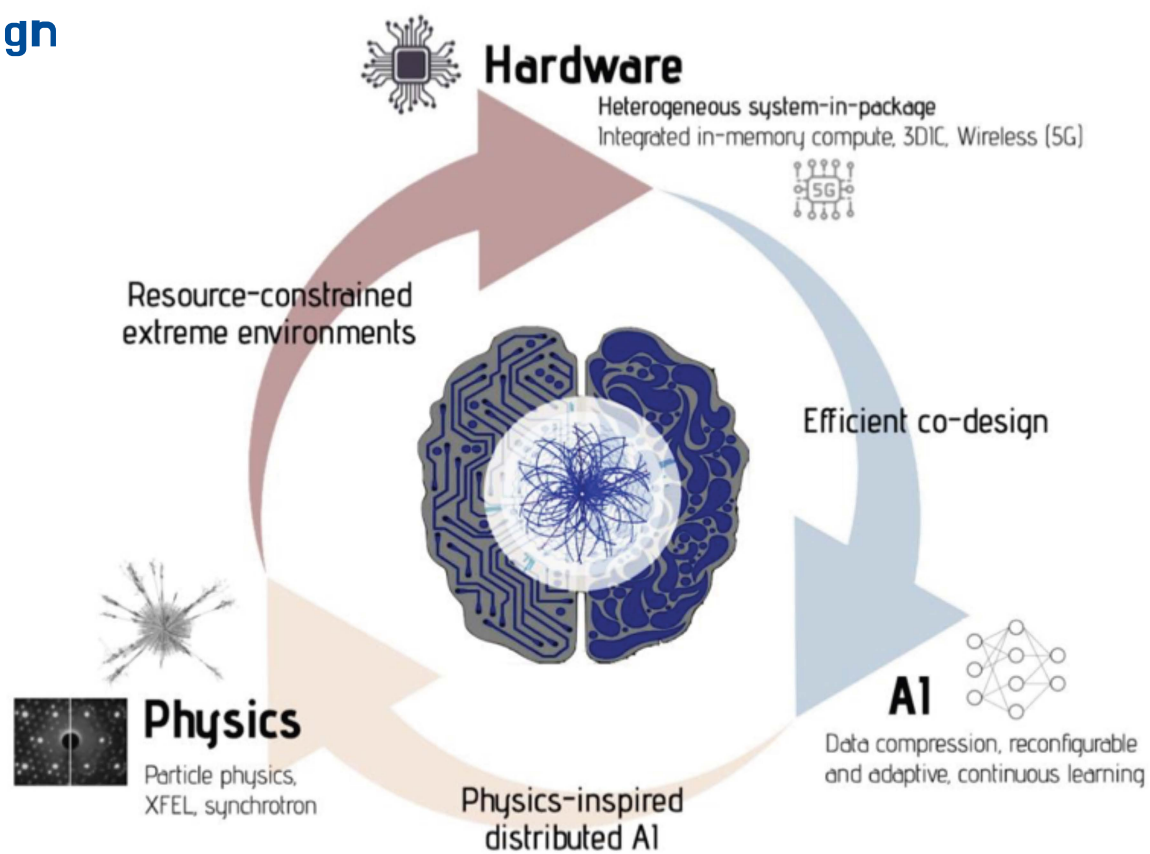 gn
Hardware
Heterogeneous system-in-package
Integrated in-memory compute, 3DIC, Wireless (5G)
5G
Resource-constrained
extreme environments
Efficient co-design
AI
Data compression, reconfigurable
and adaptive, continuous learning
Physics
Particle physics,
XFEL, synchrotron
Physics-inspired
distributed AI